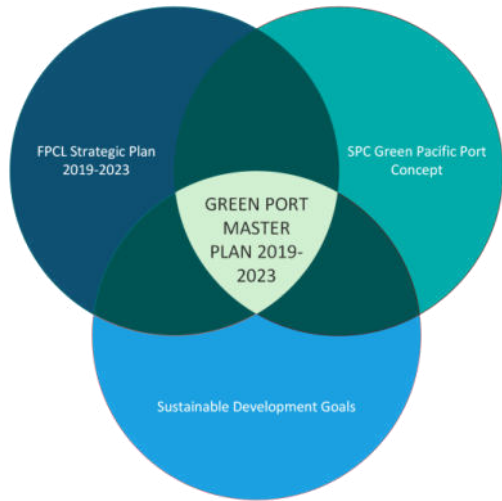 FPCL Strategic Plan
2019-2023
SPC Green Pacific Port
Concept
GREEN PORT
MASTER
PLAN 2019-
2023
Sustainable Development Goals